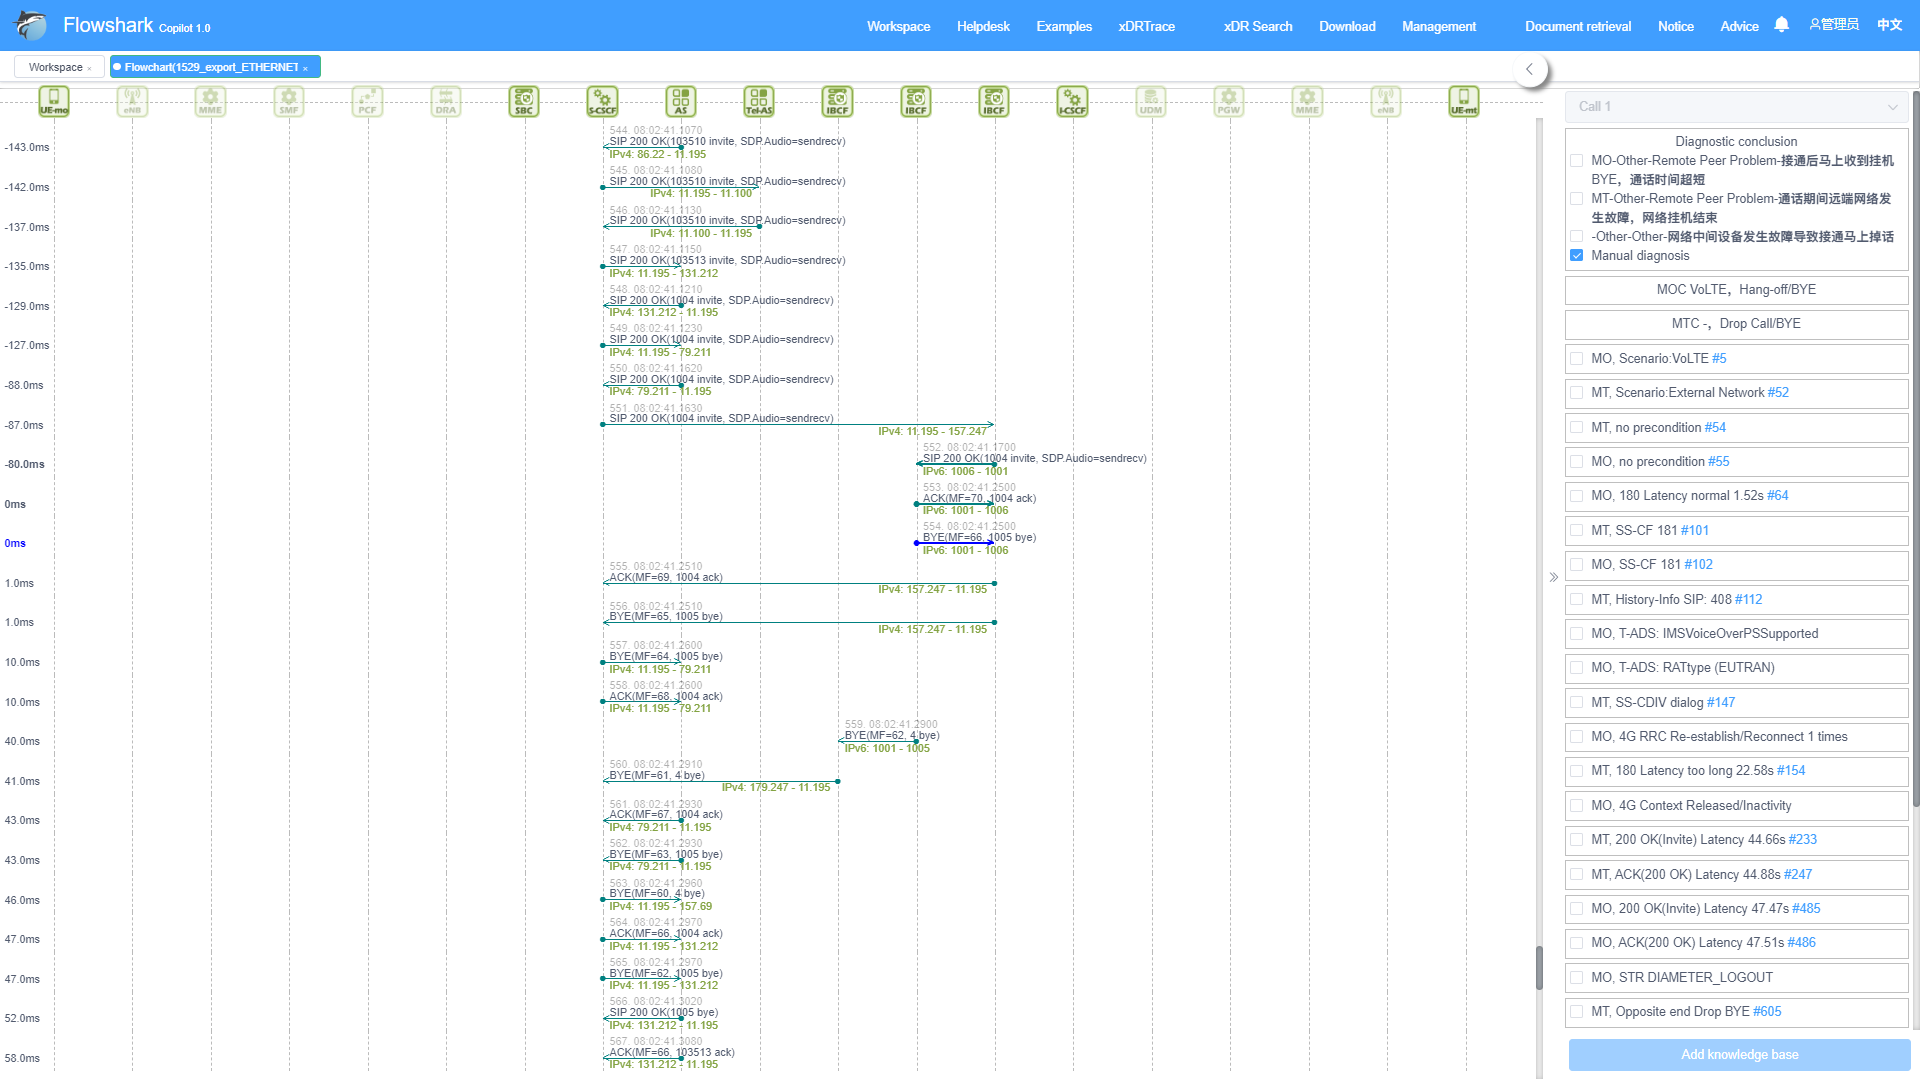 Flowshark Copilot 1.0
Workspace Helpdesk Examples xDRTrace xDR Search Download Management Document retrieval Notice Advice 管理员 中文
Workspace × Flowchart(1529_export_ETHERNET ×
UE-mo eNB MME SMF PCF DRA SBC S-CSCF AS Tel-AS IBCF IBCF IBCF I-CSCF UDM PGW MME eNB UE-mt
544. 08:02:41.1070
-143.0ms SIP 200 OK(103510 invite, SDP.Audio=sendrecv)
IPv4: 86.22 - 11.195
545. 08:02:41.1080
-142.0ms SIP 200 OK(103510 invite, SDP.Audio=sendrecv)
IPv4: 11.195 - 11.100
546. 08:02:41.1130
-137.0ms SIP 200 OK(103510 invite, SDP.Audio=sendrecv)
IPv4: 11.100 - 11.195
547. 08:02:41.1150
-135.0ms SIP 200 OK(103513 invite, SDP.Audio=sendrecv)
IPv4: 11.195 - 131.212
548. 08:02:41.1210
-129.0ms SIP 200 OK(1004 invite, SDP.Audio=sendrecv)
IPv4: 131.212 - 11.195
549. 08:02:41.1230
-127.0ms SIP 200 OK(1004 invite, SDP.Audio=sendrecv)
IPv4: 11.195 - 79.211
550. 08:02:41.1620
-88.0ms SIP 200 OK(1004 invite, SDP.Audio=sendrecv)
IPv4: 79.211 - 11.195
551. 08:02:41.1630
-87.0ms SIP 200 OK(1004 invite, SDP.Audio=sendrecv)
IPv4: 11.195 - 157.247
552. 08:02:41.1700
-80.0ms SIP 200 OK(1004 invite, SDP.Audio=sendrecv)
IPv6: 1006 - 1001
553. 08:02:41.2500
0ms ACK(MF=70, 1004 ack)
IPv6: 1001 - 1006
554. 08:02:41.2500
0ms BYE(MF=66, 1005 bye)
IPv6: 1001 - 1006
555. 08:02:41.2510
1.0ms ACK(MF=69, 1004 ack)
IPv4: 157.247 - 11.195
556. 08:02:41.2510
1.0ms BYE(MF=65, 1005 bye)
IPv4: 157.247 - 11.195
557. 08:02:41.2600
10.0ms BYE(MF=64, 1005 bye)
IPv4: 11.195 - 79.211
558. 08:02:41.2600
10.0ms ACK(MF=68, 1004 ack)
IPv4: 11.195 - 79.211
559. 08:02:41.2900
40.0ms BYE(MF=62, 4 bye)
IPv6: 1001 - 1005
560. 08:02:41.2910
41.0ms BYE(MF=61, 4 bye)
IPv4: 179.247 - 11.195
561. 08:02:41.2930
43.0ms ACK(MF=67, 1004 ack)
IPv4: 79.211 - 11.195
562. 08:02:41.2930
43.0ms BYE(MF=63, 1005 bye)
IPv4: 79.211 - 11.195
563. 08:02:41.2960
46.0ms BYE(MF=60, 4 bye)
IPv4: 11.195 - 157.69
564. 08:02:41.2970
47.0ms ACK(MF=66, 1004 ack)
IPv4: 11.195 - 131.212
565. 08:02:41.2970
47.0ms BYE(MF=62, 1005 bye)
IPv4: 11.195 - 131.212
566. 08:02:41.3020
52.0ms SIP 200 OK(1005 bye)
IPv4: 131.212 - 11.195
567. 08:02:41.3080
58.0ms ACK(MF=66, 103513 ack)
IPv4: 131.212 - 11.195
Call 1
Diagnostic conclusion
MO-Other-Remote Peer Problem-接通后马上收到挂机
BYE，通话时间超短
MT-Other-Remote Peer Problem-通话期间远端网络发
生故障，网络挂机结束
-Other-Other-网络中间设备发生故障导致接通马上掉话
Manual diagnosis
MOC VoLTE，Hang-off/BYE
MTC -，Drop Call/BYE
MO, Scenario:VoLTE #5
MT, Scenario:External Network #52
MT, no precondition #54
MO, no precondition #55
MO, 180 Latency normal 1.52s #64
MT, SS-CF 181 #101
MO, SS-CF 181 #102
MT, History-Info SIP: 408 #112
MO, T-ADS: IMSVoiceOverPSSupported
MO, T-ADS: RATtype (EUTRAN)
MT, SS-CDIV dialog #147
MO, 4G RRC Re-establish/Reconnect 1 times
MT, 180 Latency too long 22.58s #154
MO, 4G Context Released/Inactivity
MT, 200 OK(Invite) Latency 44.66s #233
MT, ACK(200 OK) Latency 44.88s #247
MO, 200 OK(Invite) Latency 47.47s #485
MO, ACK(200 OK) Latency 47.51s #486
MO, STR DIAMETER_LOGOUT
MT, Opposite end Drop BYE #605
Add knowledge base